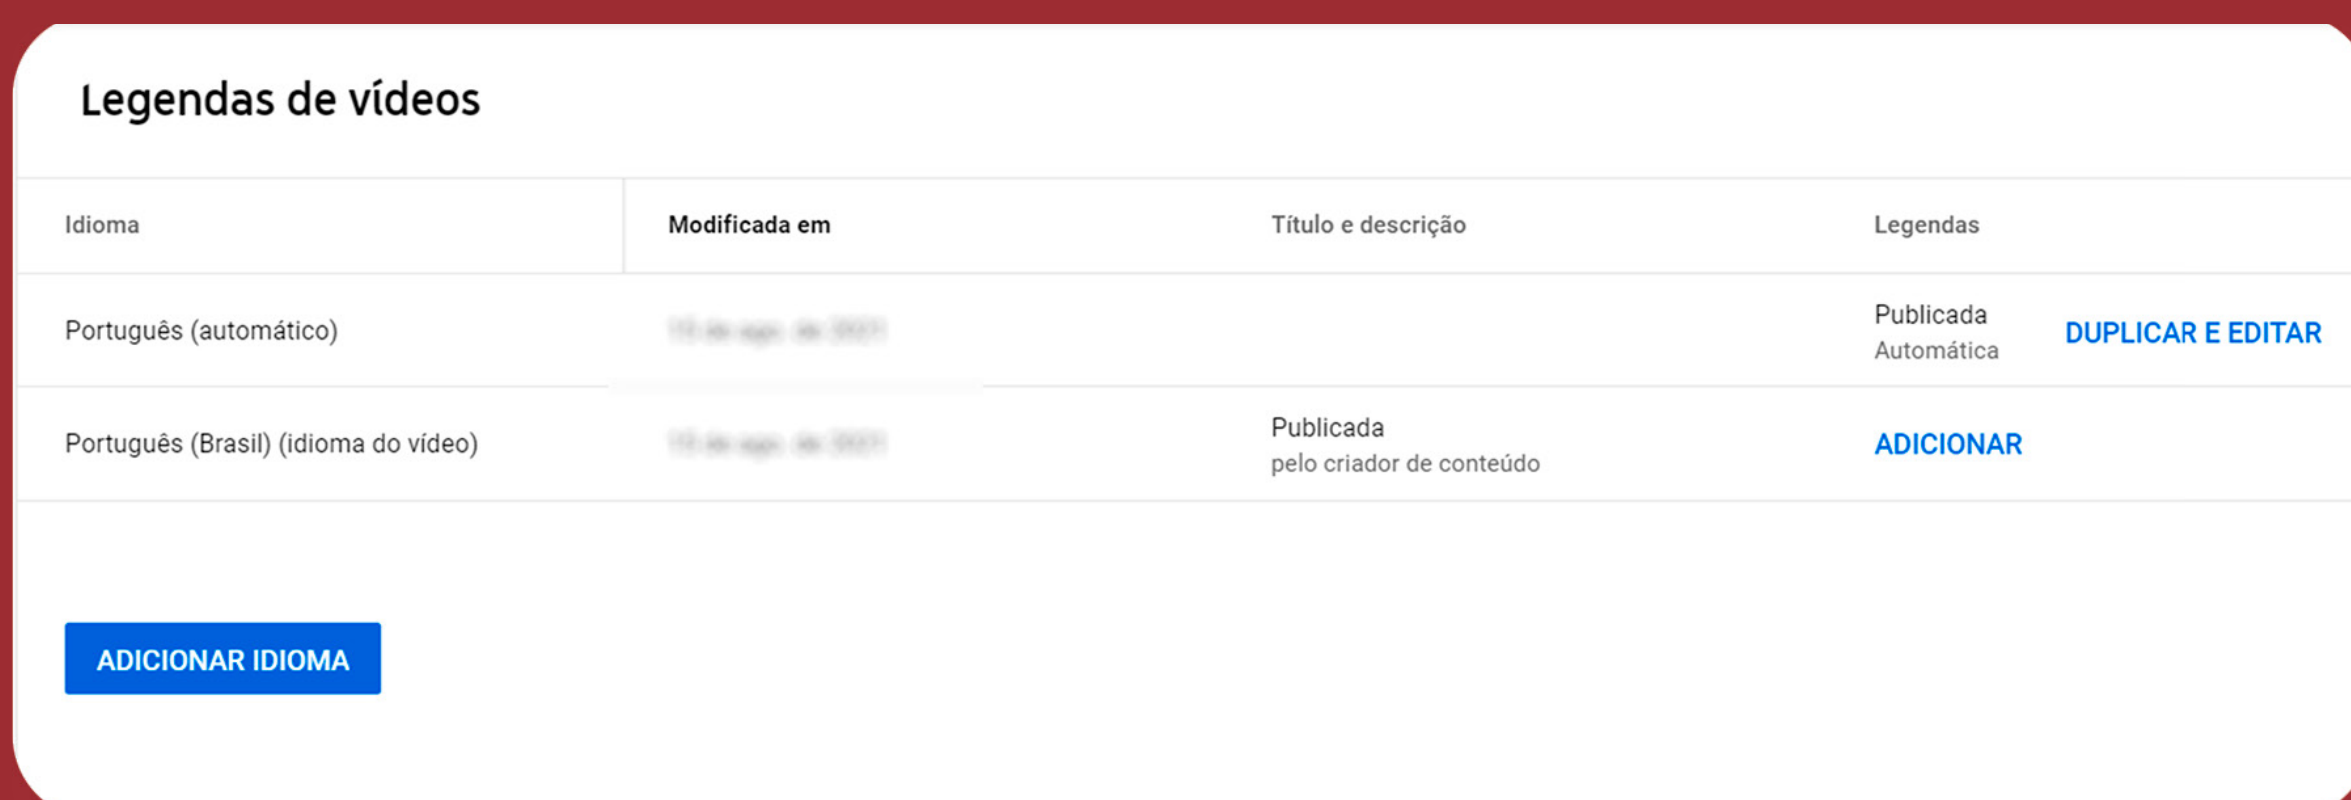 Legendas de vídeos
Idioma Modificada em Título e descrição Legendas
Português (automático)
Publicada
Automática
DUPLICAR E EDITAR
Português (Brasil) (idioma do vídeo)
Publicada
pelo criador de conteúdo
ADICIONAR
ADICIONAR IDIOMA